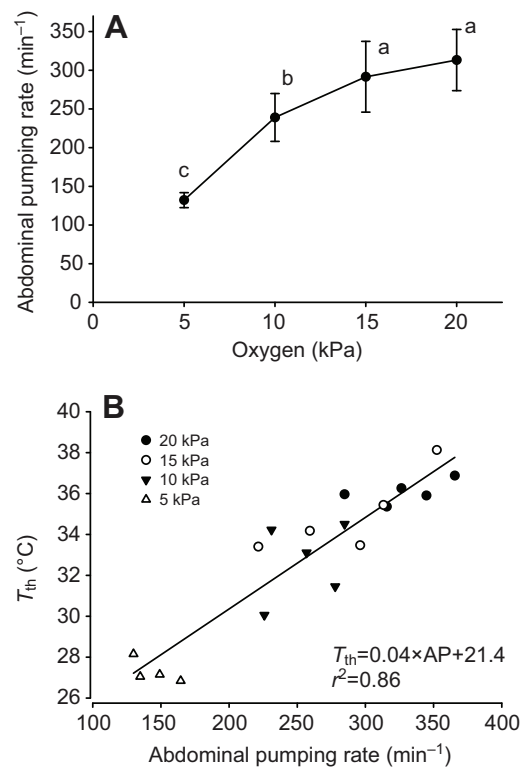 A
Abdominal pumping rate (min⁻¹)
350
300
250
200
150
100
50
0
c
b
a
a
0
5
10
15
20
Oxygen (kPa)
B
T_th (°C)
40
38
36
34
32
30
28
26
20 kPa
15 kPa
10 kPa
5 kPa
T_th=0.04×AP+21.4
r²=0.86
100
150
200
250
300
350
400
Abdominal pumping rate (min⁻¹)